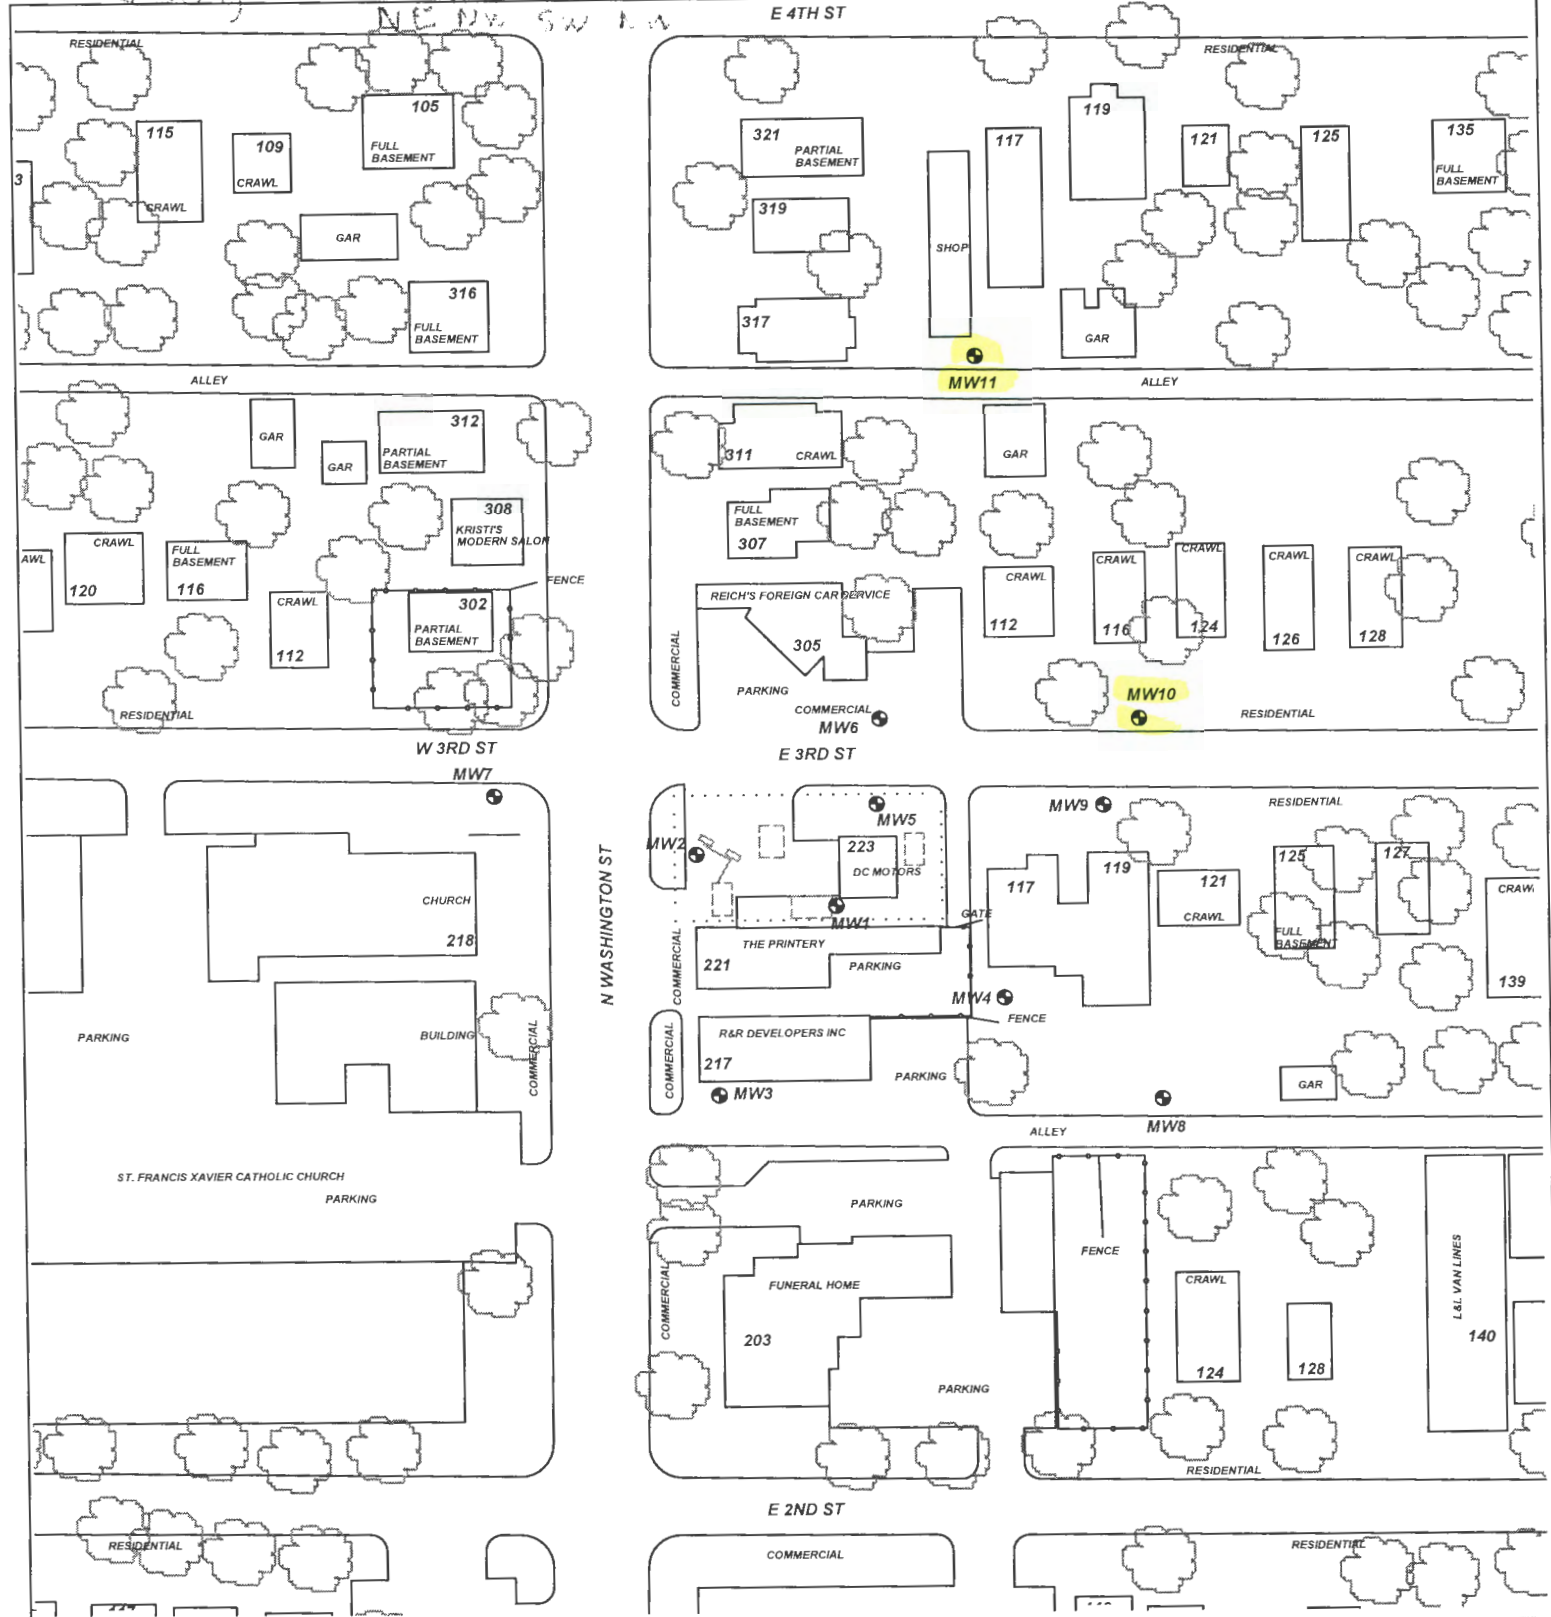 NE NW SW
E 4TH ST
RESIDENTIAL
RESIDENTIAL
105
FULL
BASEMENT
115
CRAWL
109
CRAWL
3
GAR
316
FULL
BASEMENT
321
PARTIAL
BASEMENT
319
317
SHOP
117
119
121
125
135
FULL
BASEMENT
GAR
MW11
ALLEY
ALLEY
GAR
GAR
312
PARTIAL
BASEMENT
308
KRISTI'S
MODERN SALON
AWL
CRAWL
120
FULL
BASEMENT
116
CRAWL
112
FENCE
302
PARTIAL
BASEMENT
RESIDENTIAL
311
CRAWL
GAR
FULL
BASEMENT
307
REICH'S FOREIGN CAR SERVICE
305
COMMERCIAL
PARKING
COMMERCIAL
MW6
CRAWL
112
CRAWL
116
CRAWL
124
CRAWL
126
CRAWL
128
MW10
RESIDENTIAL
W 3RD ST
E 3RD ST
MW7
N WASHINGTON ST
CHURCH
218
PARKING
BUILDING
COMMERCIAL
ST. FRANCIS XAVIER CATHOLIC CHURCH
PARKING
MW2
MW5
223
DC MOTORS
MW1
GATE
THE PRINTERY
221
PARKING
COMMERCIAL
MW4
FENCE
R&R DEVELOPERS INC
217
COMMERCIAL
PARKING
MW3
MW9
RESIDENTIAL
117
119
121
CRAWL
125
FULL
BASEMENT
127
CRAWL
139
GAR
MW8
ALLEY
PARKING
COMMERCIAL
FUNERAL HOME
203
PARKING
FENCE
CRAWL
124
128
L&L VAN LINES
140
RESIDENTIAL
E 2ND ST
RESIDENTIAL
COMMERCIAL
RESIDENTIAL